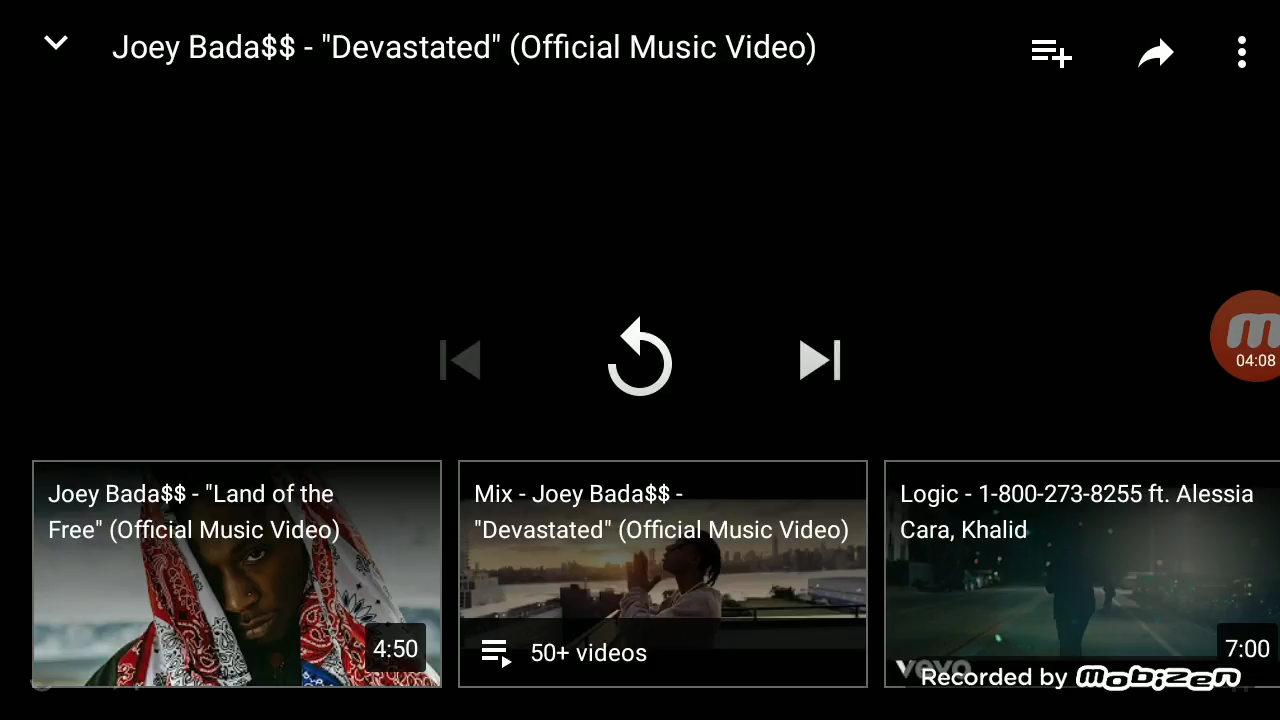 Joey Bada$$ - "Devastated" (Official Music Video)
04:08
Joey Bada$$ - "Land of the
Free" (Official Music Video)
4:50
Mix - Joey Bada$$ -
"Devastated" (Official Music Video)
50+ videos
Logic - 1-800-273-8255 ft. Alessia
Cara, Khalid
7:00
vevo
Recorded by mobizen